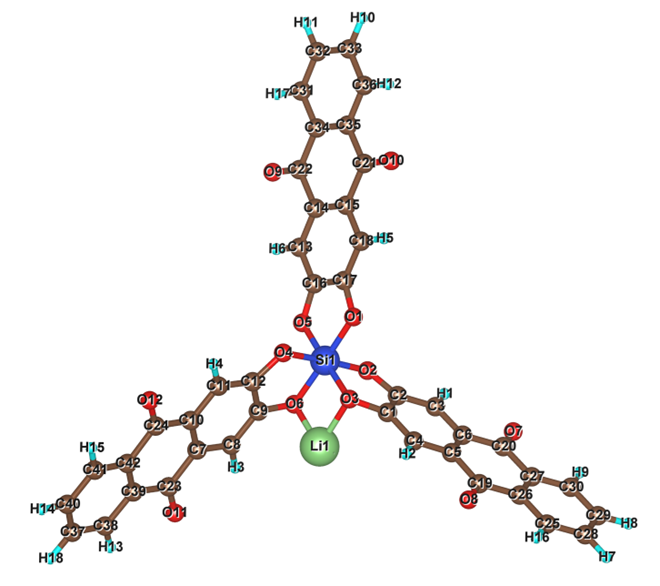 H11 H10
C32 C33
H17 C31 C36 H12
C34 C35
O9 C22 C21 O10
C14 C15
H6 C13 C18 H5
C16 C17
O5 O1
O4 Si1 O2
H4 C11 C12 C2 H1
O12 C10 C9 O6 O3 C1 C3
C24 C7 C8 Li1 C4 C6 C20 O7
H15 C42 H3 H2 C5
C41 C39 C23 C19 C27 H9
H14 C40 O11 O8 C26 C30
C37 C38 C25 C29 H8
H18 H13 H16 C28 H7